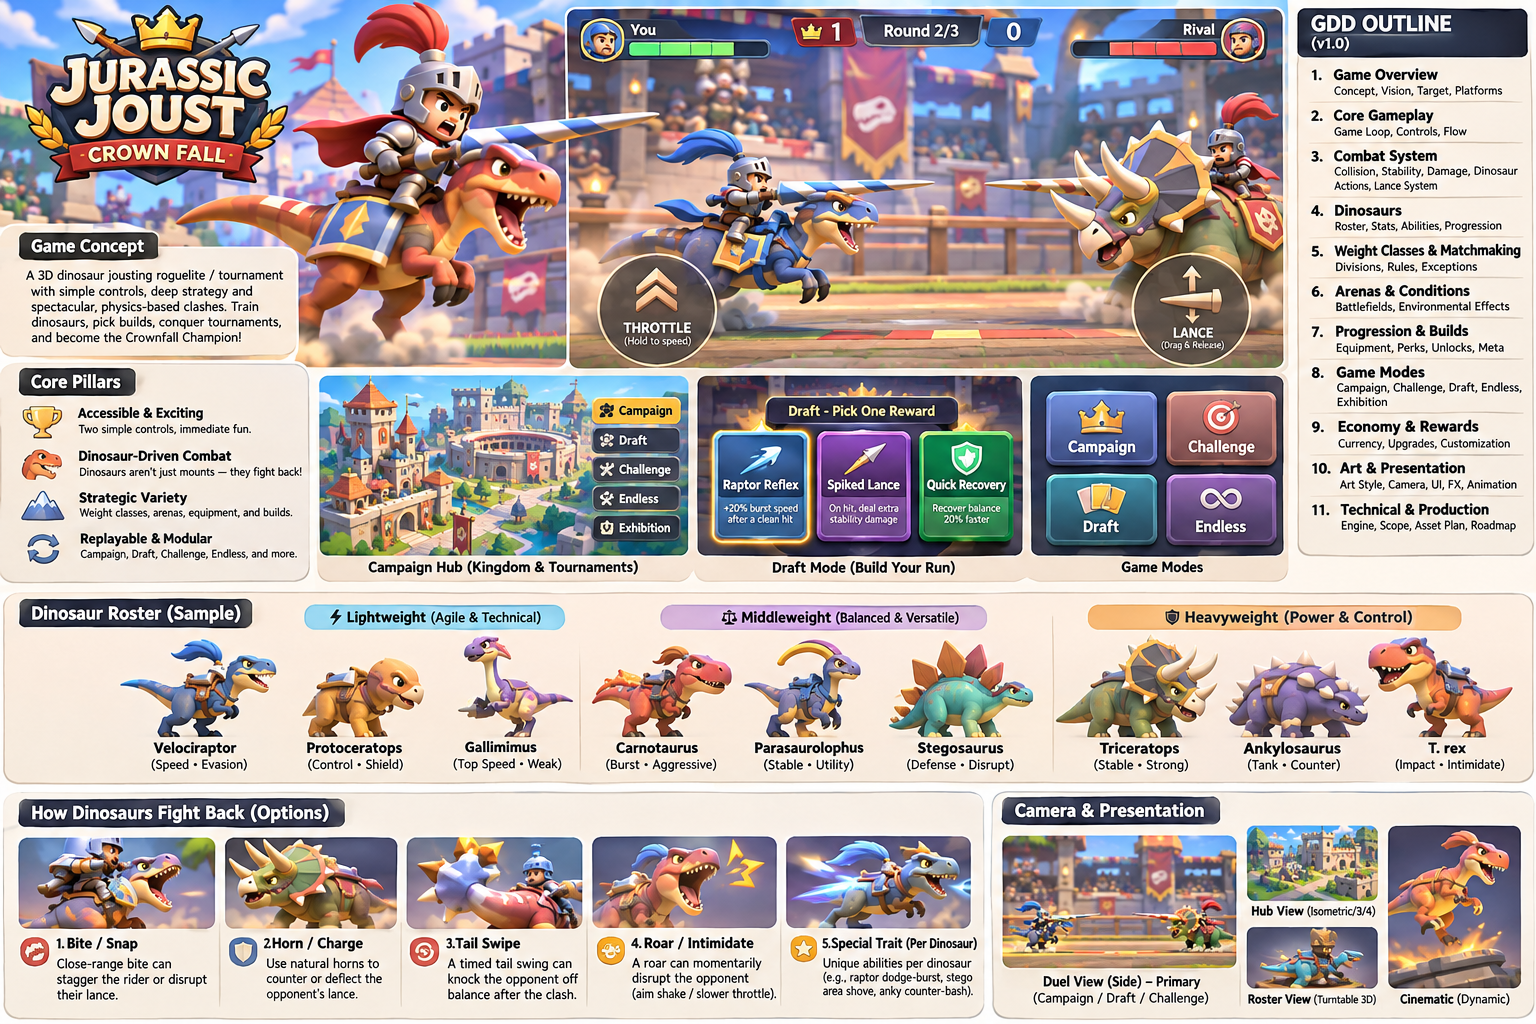 JURASSIC
JOUST
CROWN FALL
Game Concept
A 3D dinosaur jousting roguelite / tournament
with simple controls, deep strategy and
spectacular, physics-based clashes. Train
dinosaurs, pick builds, conquer tournaments,
and become the Crownfall Champion!
Core Pillars
Accessible & Exciting
Two simple controls, immediate fun.
Dinosaur-Driven Combat
Dinosaurs aren't just mounts — they fight back!
Strategic Variety
Weight classes, arenas, equipment, and builds.
Replayable & Modular
Campaign, Draft, Challenge, Endless, and more.
You
1
Round 2/3
0
Rival
THROTTLE
(Hold to speed)
LANCE
(Drag & Release)
Campaign
Draft
Challenge
Endless
Exhibition
Campaign Hub (Kingdom & Tournaments)
Draft - Pick One Reward
Raptor Reflex
+20% burst speed
after a clean hit
Spiked Lance
On hit, deal extra
stability damage
Quick Recovery
Recover balance
20% faster
Draft Mode (Build Your Run)
Campaign
Challenge
Draft
Endless
Game Modes
GDD OUTLINE
(v1.0)
1. Game Overview
Concept, Vision, Target, Platforms
2. Core Gameplay
Game Loop, Controls, Flow
3. Combat System
Collision, Stability, Damage, Dinosaur
Actions, Lance System
4. Dinosaurs
Roster, Stats, Abilities, Progression
5. Weight Classes & Matchmaking
Divisions, Rules, Exceptions
6. Arenas & Conditions
Battlefields, Environmental Effects
7. Progression & Builds
Equipment, Perks, Unlocks, Meta
8. Game Modes
Campaign, Challenge, Draft, Endless,
Exhibition
9. Economy & Rewards
Currency, Upgrades, Customization
10. Art & Presentation
Art Style, Camera, UI, FX, Animation
11. Technical & Production
Engine, Scope, Asset Plan, Roadmap
Dinosaur Roster (Sample)
Lightweight (Agile & Technical)
Middleweight (Balanced & Versatile)
Heavyweight (Power & Control)
Velociraptor
(Speed • Evasion)
Protoceratops
(Control • Shield)
Gallimimus
(Top Speed • Weak)
Carnotaurus
(Burst • Aggressive)
Parasaurolophus
(Stable • Utility)
Stegosaurus
(Defense • Disrupt)
Triceratops
(Stable • Strong)
Ankylosaurus
(Tank • Counter)
T. rex
(Impact • Intimidate)
How Dinosaurs Fight Back (Options)
1. Bite / Snap
Close-range bite can
stagger the rider or disrupt
their lance.
2. Horn / Charge
Use natural horns to
counter or deflect the
opponent's lance.
3. Tail Swipe
A timed tail swing can
knock the opponent off
balance after the clash.
4. Roar / Intimidate
A roar can momentarily
disrupt the opponent
(aim shake / slower throttle).
5. Special Trait (Per Dinosaur)
Unique abilities per dinosaur
(e.g., raptor dodge-burst, stego
area shove, anky counter-bash).
Camera & Presentation
Duel View (Side) – Primary
(Campaign / Draft / Challenge)
Hub View (Isometric/3/4)
Roster View (Turntable 3D)
Cinematic (Dynamic)